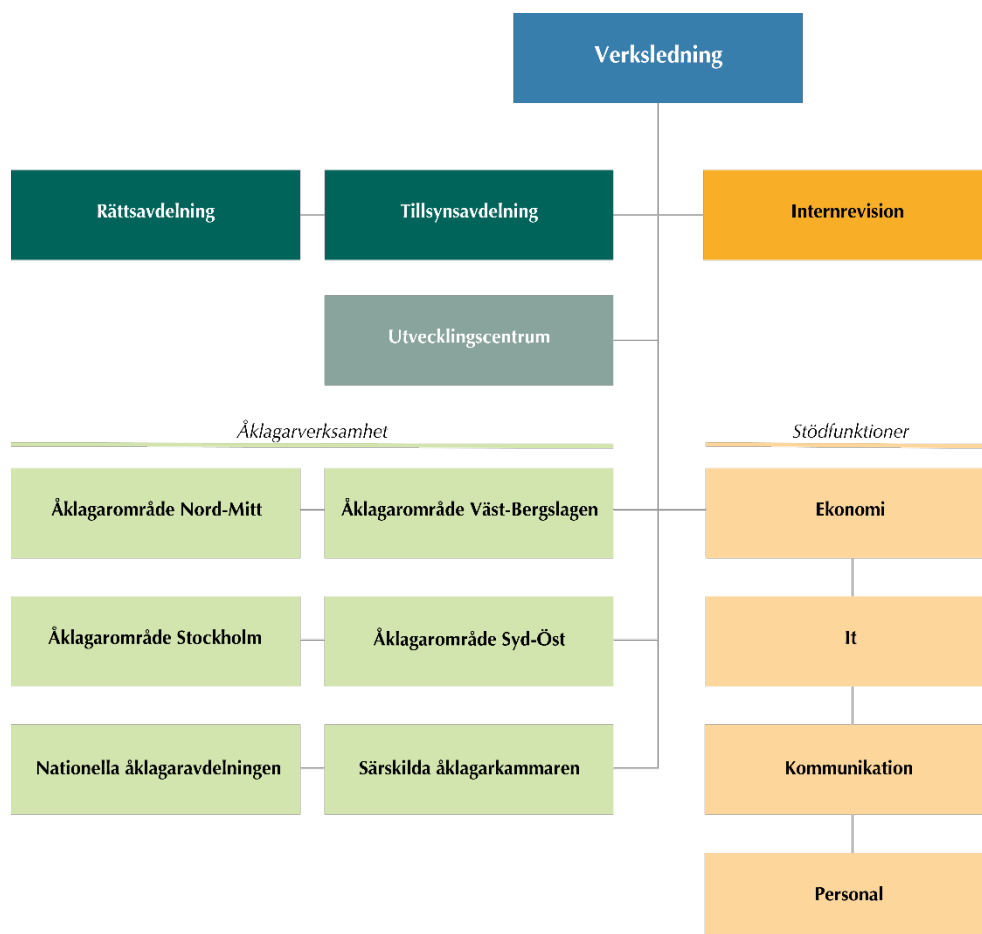 Verksledning
Rättsavdelning
Tillsynsavdelning
Internrevision
Utvecklingscentrum
Åklagarverksamhet
Stödfunktioner
Åklagarområde Nord-Mitt
Åklagarområde Väst-Bergslagen
Ekonomi
Åklagarområde Stockholm
Åklagarområde Syd-Öst
It
Nationella åklagaravdelningen
Särskilda åklagarkammaren
Kommunikation
Personal